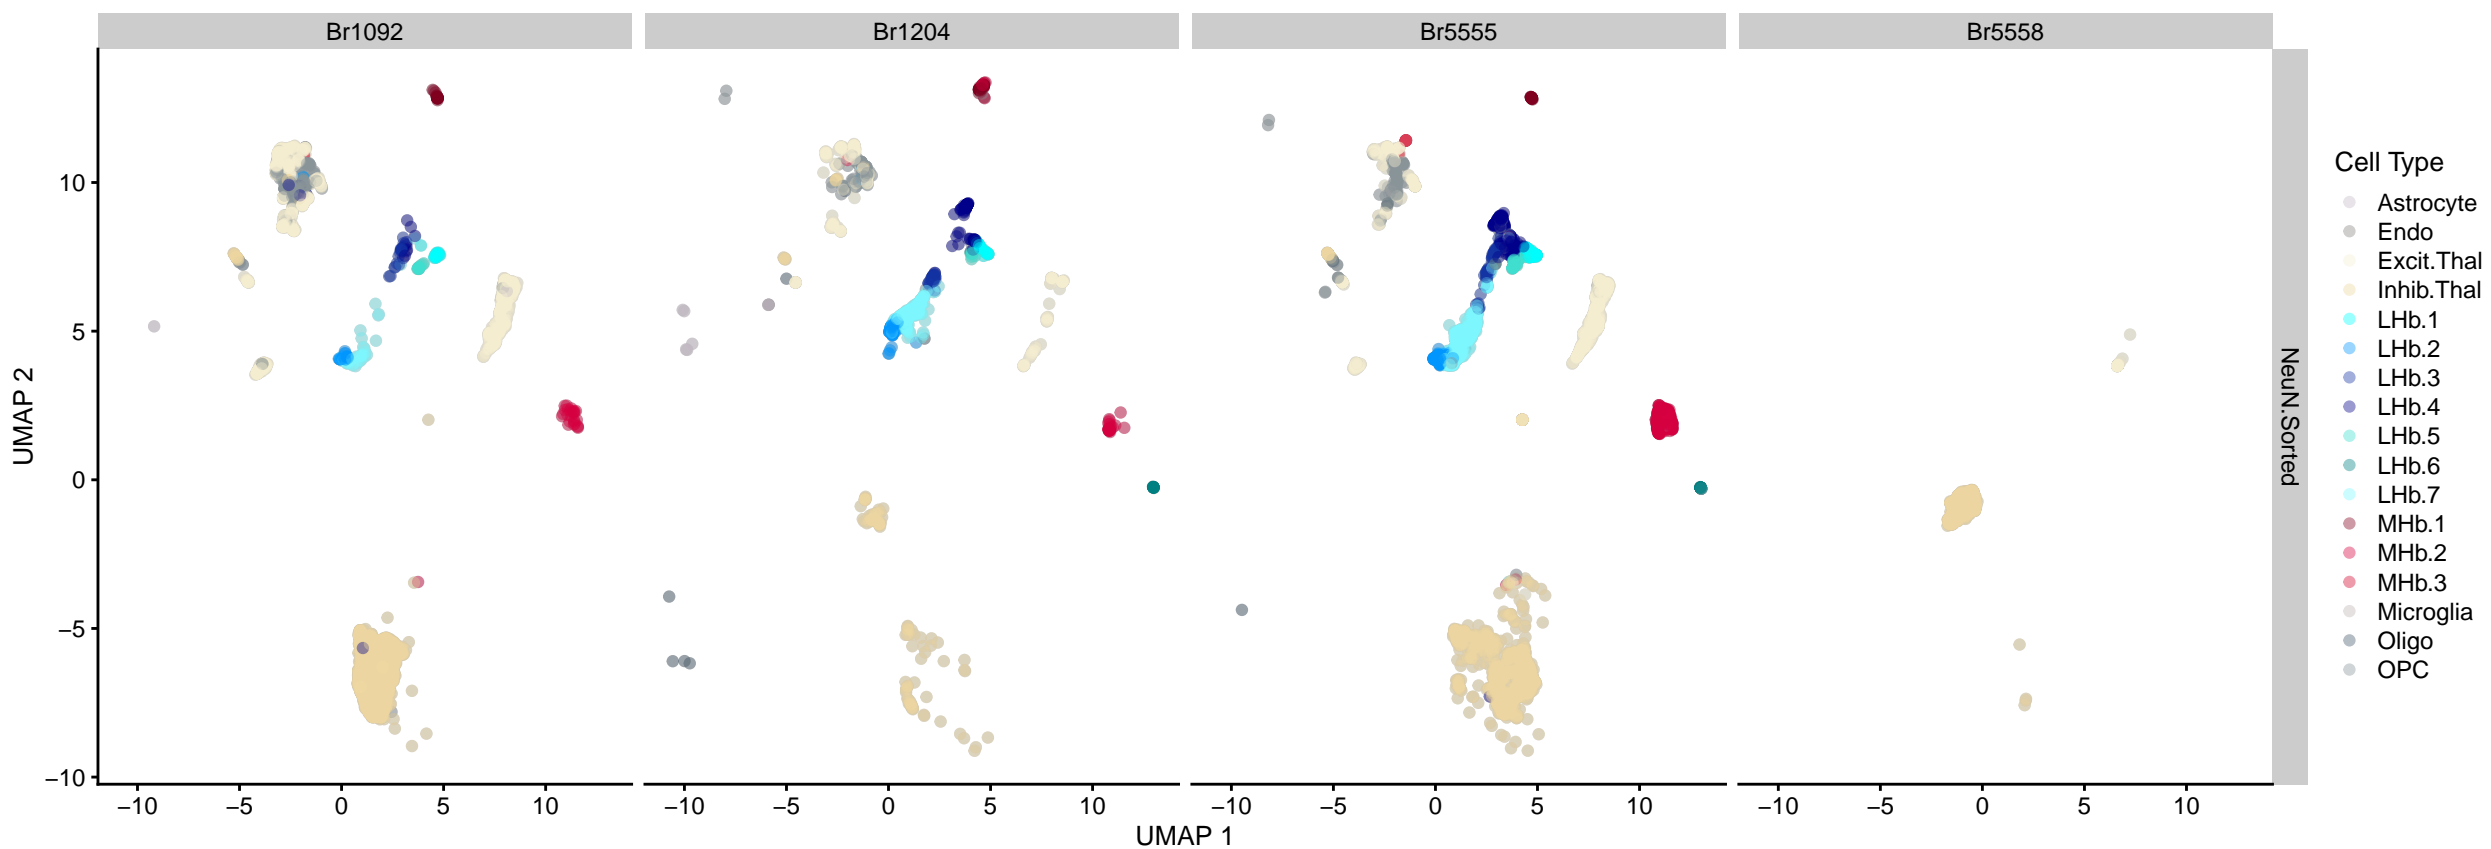 Br1092
Br1204
Br5555
Br5558
UMAP 2
10
5
0
−5
−10
−10 −5 0 5 10
−10 −5 0 5 10
−10 −5 0 5 10
−10 −5 0 5 10
UMAP 1
NeuN.Sorted
Cell Type
Astrocyte
Endo
Excit.Thal
Inhib.Thal
LHb.1
LHb.2
LHb.3
LHb.4
LHb.5
LHb.6
LHb.7
MHb.1
MHb.2
MHb.3
Microglia
Oligo
OPC